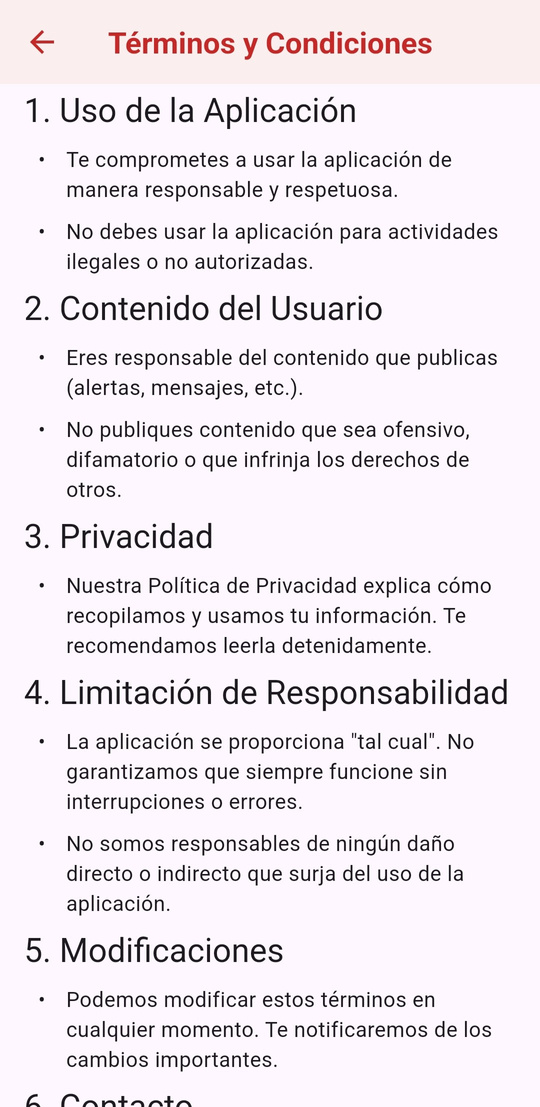 Términos y Condiciones
1. Uso de la Aplicación
• Te comprometes a usar la aplicación de
manera responsable y respetuosa.
• No debes usar la aplicación para actividades
ilegales o no autorizadas.
2. Contenido del Usuario
• Eres responsable del contenido que publicas
(alertas, mensajes, etc.).
• No publiques contenido que sea ofensivo,
difamatorio o que infrinja los derechos de
otros.
3. Privacidad
• Nuestra Política de Privacidad explica cómo
recopilamos y usamos tu información. Te
recomendamos leerla detenidamente.
4. Limitación de Responsabilidad
• La aplicación se proporciona "tal cual". No
garantizamos que siempre funcione sin
interrupciones o errores.
• No somos responsables de ningún daño
directo o indirecto que surja del uso de la
aplicación.
5. Modificaciones
• Podemos modificar estos términos en
cualquier momento. Te notificaremos de los
cambios importantes.
6. Contacto